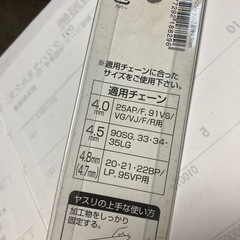 適用チェーンに合った
サイズをご使用下さい。
適用チェーン
4.0 25AP/F, 91VS/
mm VG/VJ/F/R用
4.5 90SG, 33・34・
mm 35LG
4.8mm 20・21・22BP/
(4.7mm) LP, 95VP用
ヤスリの上手な使い方
加工物をしっかり
固定する。